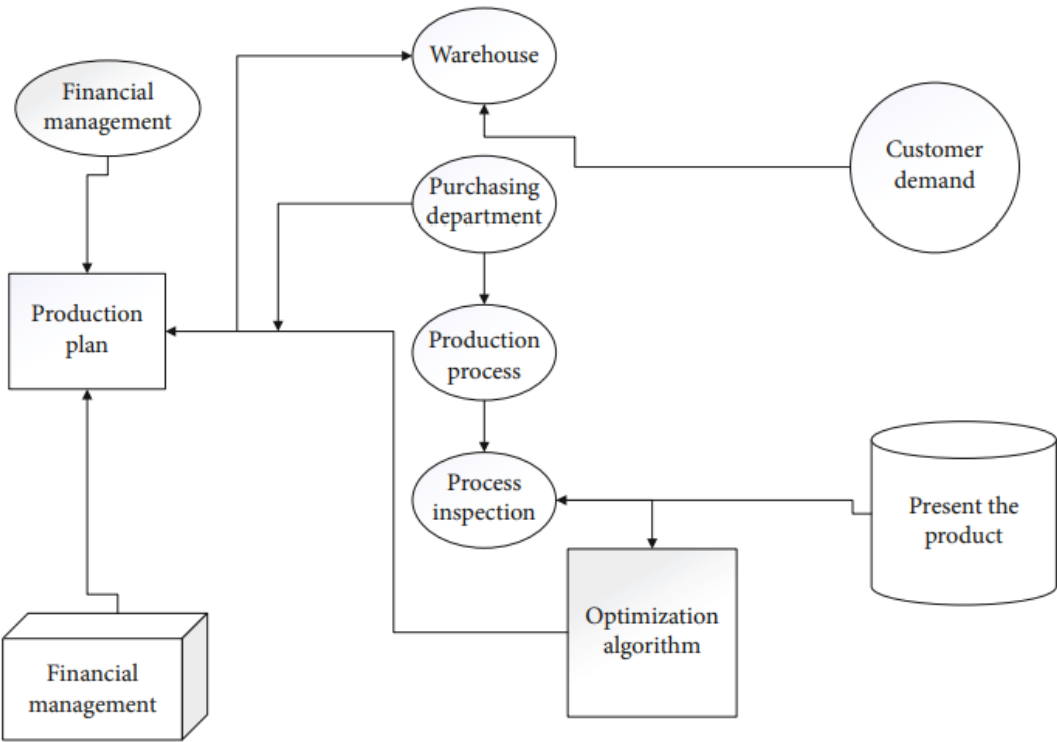 Warehouse
Financial
management
Customer
demand
Purchasing
department
Production
plan
Production
process
Process
inspection
Present the
product
Optimization
algorithm
Financial
management